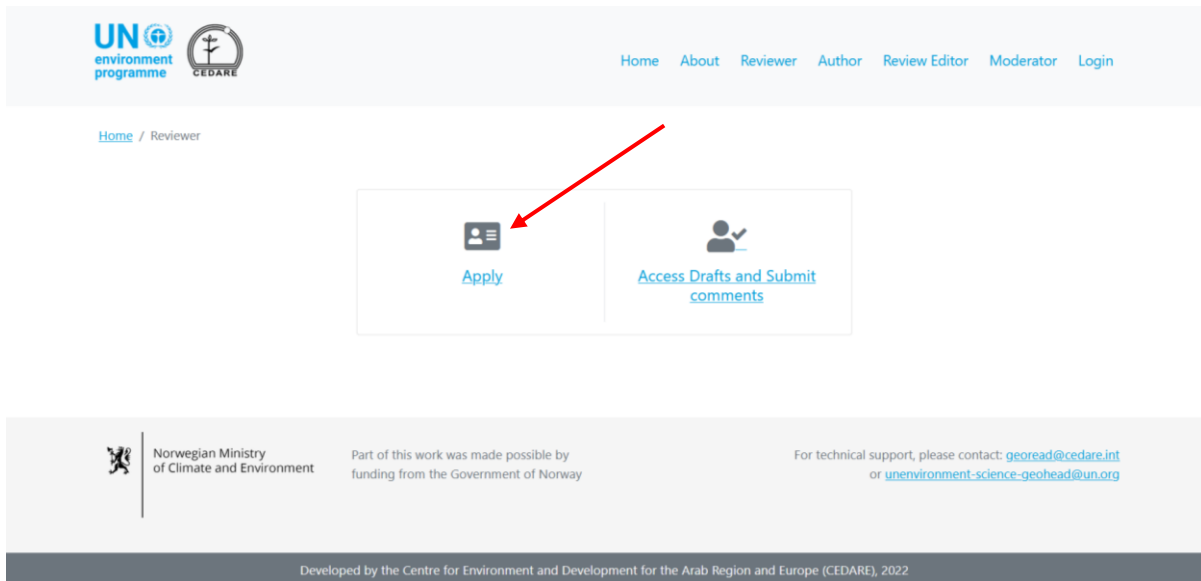 UN
environment
programme
CEDARE
Home About Reviewer Author Review Editor Moderator Login
Home / Reviewer
Apply
Access Drafts and Submit
comments
Norwegian Ministry
of Climate and Environment
Part of this work was made possible by
funding from the Government of Norway
For technical support, please contact: georead@cedare.int
or unenvironment-science-geohead@un.org
Developed by the Centre for Environment and Development for the Arab Region and Europe (CEDARE), 2022